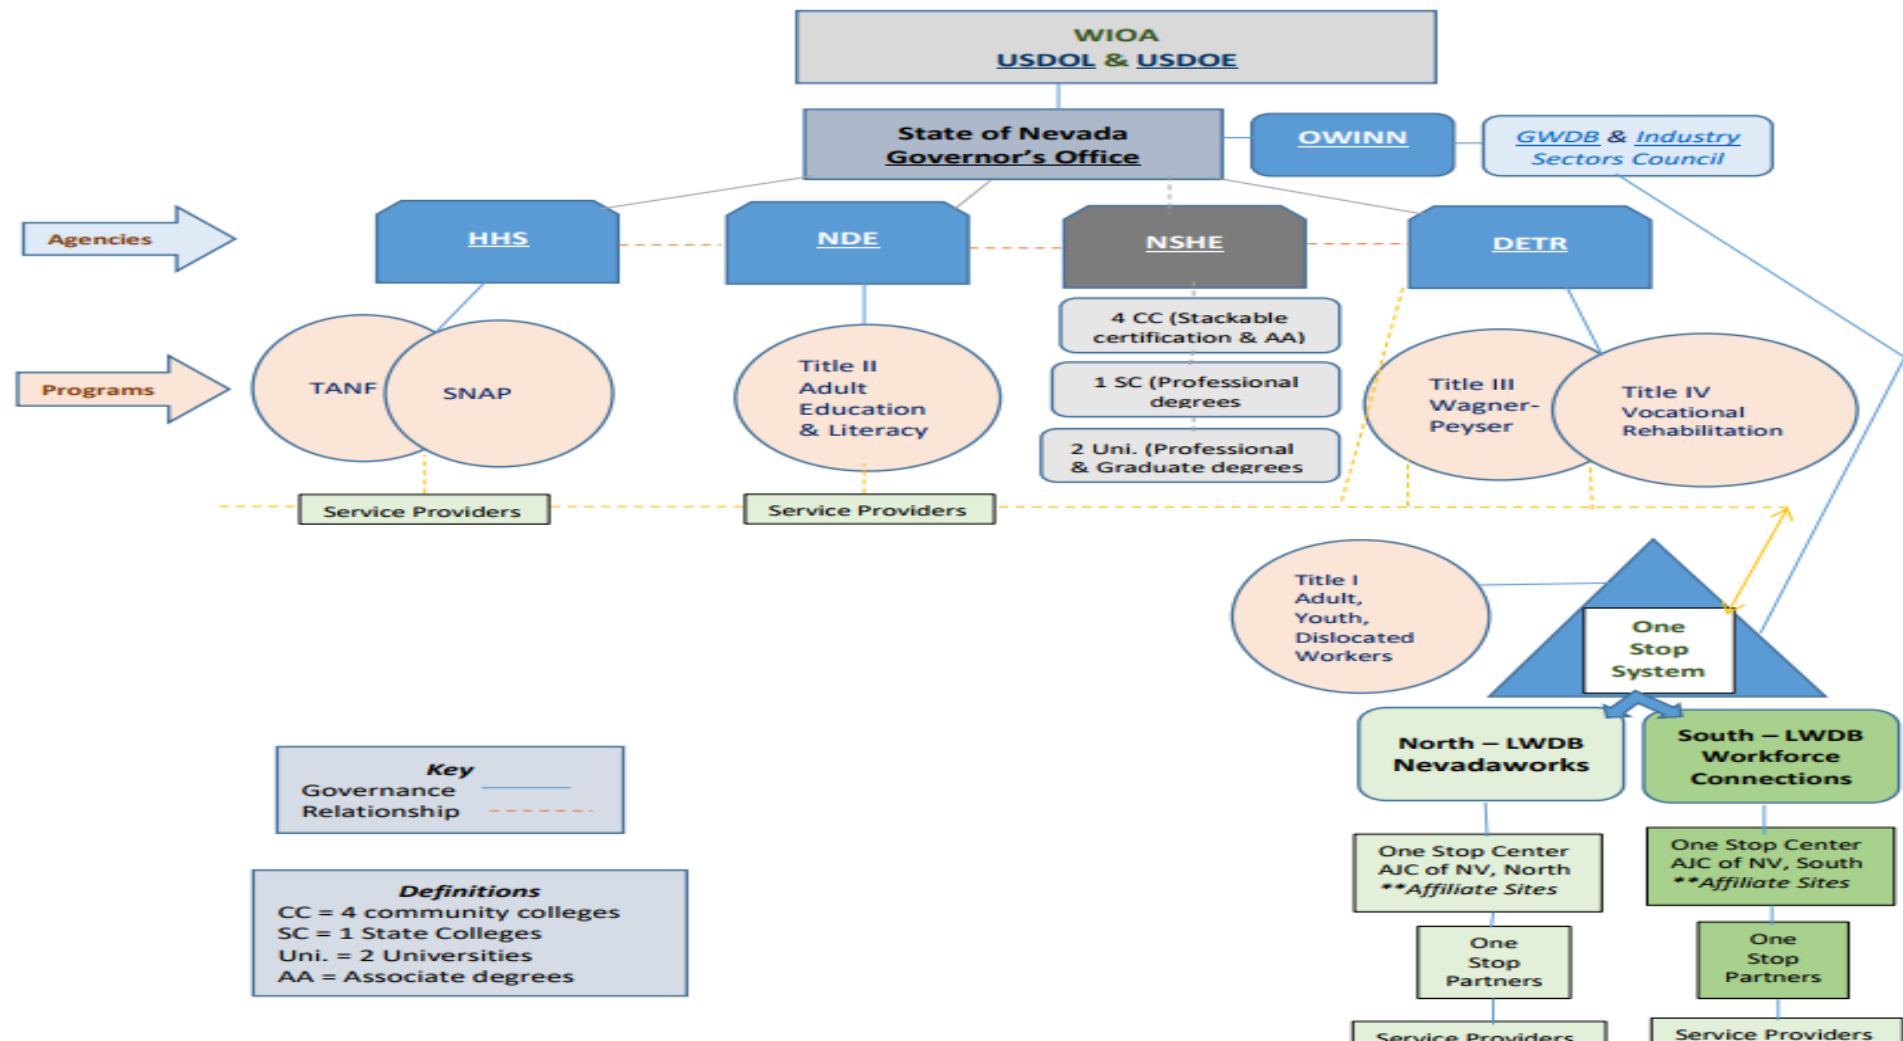 WIOA
USDOL & USDOE
State of Nevada
Governor's Office
OWINN
GWDB & Industry
Sectors Council
Agencies
HHS
NDE
NSHE
DETR
Programs
TANF
SNAP
Title II
Adult
Education
& Literacy
4 CC (Stackable
certification & AA)
1 SC (Professional
degrees
2 Uni. (Professional
& Graduate degrees
Title III
Wagner-
Peyser
Title IV
Vocational
Rehabilitation
Service Providers
Service Providers
Title I
Adult,
Youth,
Dislocated
Workers
One
Stop
System
North – LWDB
Nevadaworks
South – LWDB
Workforce
Connections
Key
Governance
Relationship
One Stop Center
AJC of NV, North
**Affiliate Sites
One Stop Center
AJC of NV, South
**Affiliate Sites
Definitions
CC = 4 community colleges
SC = 1 State Colleges
Uni. = 2 Universities
AA = Associate degrees
One
Stop
Partners
One
Stop
Partners
Service Providers
Service Providers